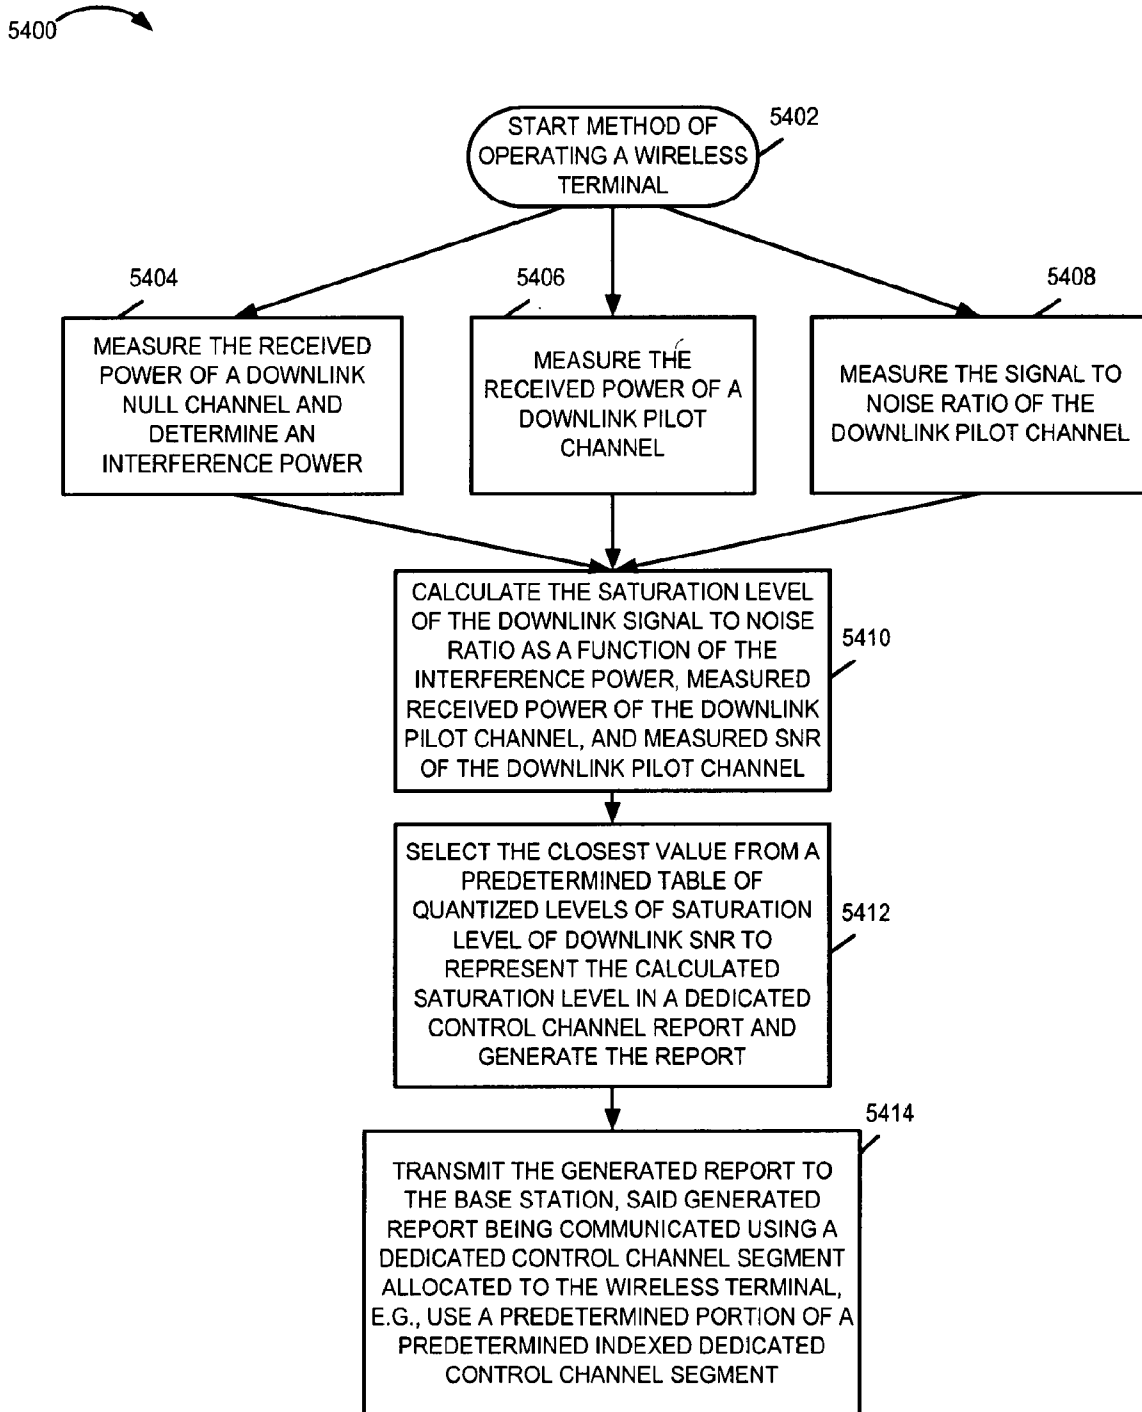 5400
START METHOD OF
OPERATING A WIRELESS
TERMINAL
5402
5404
MEASURE THE RECEIVED
POWER OF A DOWNLINK
NULL CHANNEL AND
DETERMINE AN
INTERFERENCE POWER
5406
MEASURE THE
RECEIVED POWER OF A
DOWNLINK PILOT
CHANNEL
5408
MEASURE THE SIGNAL TO
NOISE RATIO OF THE
DOWNLINK PILOT CHANNEL
CALCULATE THE SATURATION LEVEL
OF THE DOWNLINK SIGNAL TO NOISE
RATIO AS A FUNCTION OF THE
INTERFERENCE POWER, MEASURED
RECEIVED POWER OF THE DOWNLINK
PILOT CHANNEL, AND MEASURED SNR
OF THE DOWNLINK PILOT CHANNEL
5410
SELECT THE CLOSEST VALUE FROM A
PREDETERMINED TABLE OF
QUANTIZED LEVELS OF SATURATION
LEVEL OF DOWNLINK SNR TO
REPRESENT THE CALCULATED
SATURATION LEVEL IN A DEDICATED
CONTROL CHANNEL REPORT AND
GENERATE THE REPORT
5412
5414
TRANSMIT THE GENERATED REPORT TO
THE BASE STATION, SAID GENERATED
REPORT BEING COMMUNICATED USING A
DEDICATED CONTROL CHANNEL SEGMENT
ALLOCATED TO THE WIRELESS TERMINAL,
E.G., USE A PREDETERMINED PORTION OF A
PREDETERMINED INDEXED DEDICATED
CONTROL CHANNEL SEGMENT